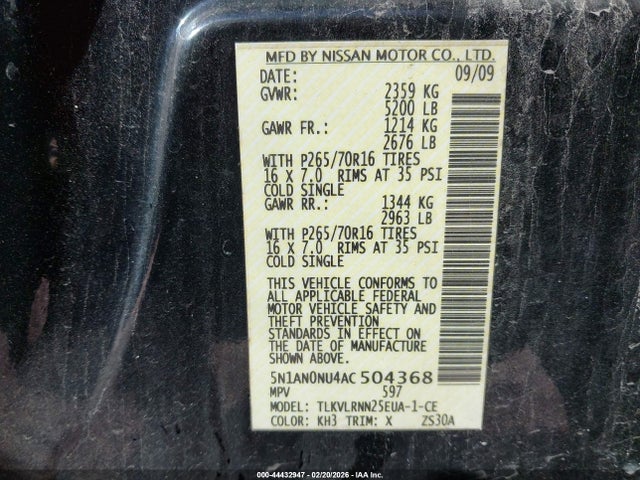 MFD BY NISSAN MOTOR CO., LTD.
DATE: 09/09
GVWR: 2359 KG
5200 LB
GAWR FR.: 1214 KG
2676 LB
WITH P265/70R16 TIRES
16 X 7.0 RIMS AT 35 PSI
COLD SINGLE
GAWR RR.: 1344 KG
2963 LB
WITH P265/70R16 TIRES
16 X 7.0 RIMS AT 35 PSI
COLD SINGLE
THIS VEHICLE CONFORMS TO
ALL APPLICABLE FEDERAL
MOTOR VEHICLE SAFETY AND
THEFT PREVENTION
STANDARDS IN EFFECT ON
THE DATE OF MANUFACTURE
SHOWN ABOVE.
5N1AN0NU4AC504368
MPV 597
MODEL: TLKVLRNN25EUA-1-CE
COLOR: KH3 TRIM: X ZS30A
000-44432947 - 02/20/2026 - IAA Inc.